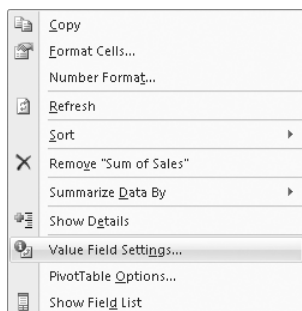 Copy
Format Cells...
Number Format...
Refresh
Sort
Remove "Sum of Sales"
Summarize Data By
Show Details
Value Field Settings...
PivotTable Options...
Show Field List